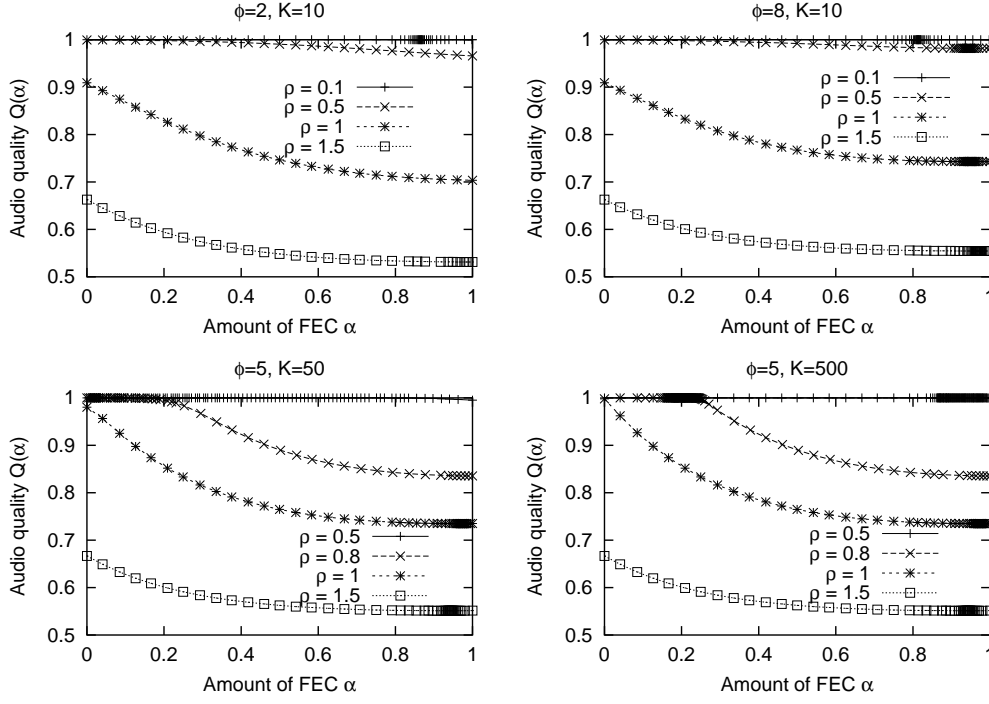 φ=2, K=10
1
0.9
0.8
0.7
0.6
0.5
0 0.2 0.4 0.6 0.8 1
Audio quality Q(α)
Amount of FEC α
ρ = 0.1
ρ = 0.5
ρ = 1
ρ = 1.5
φ=8, K=10
1
0.9
0.8
0.7
0.6
0.5
0 0.2 0.4 0.6 0.8 1
Audio quality Q(α)
Amount of FEC α
ρ = 0.1
ρ = 0.5
ρ = 1
ρ = 1.5
φ=5, K=50
1
0.9
0.8
0.7
0.6
0.5
0 0.2 0.4 0.6 0.8 1
Audio quality Q(α)
Amount of FEC α
ρ = 0.5
ρ = 0.8
ρ = 1
ρ = 1.5
φ=5, K=500
1
0.9
0.8
0.7
0.6
0.5
0 0.2 0.4 0.6 0.8 1
Audio quality Q(α)
Amount of FEC α
ρ = 0.5
ρ = 0.8
ρ = 1
ρ = 1.5